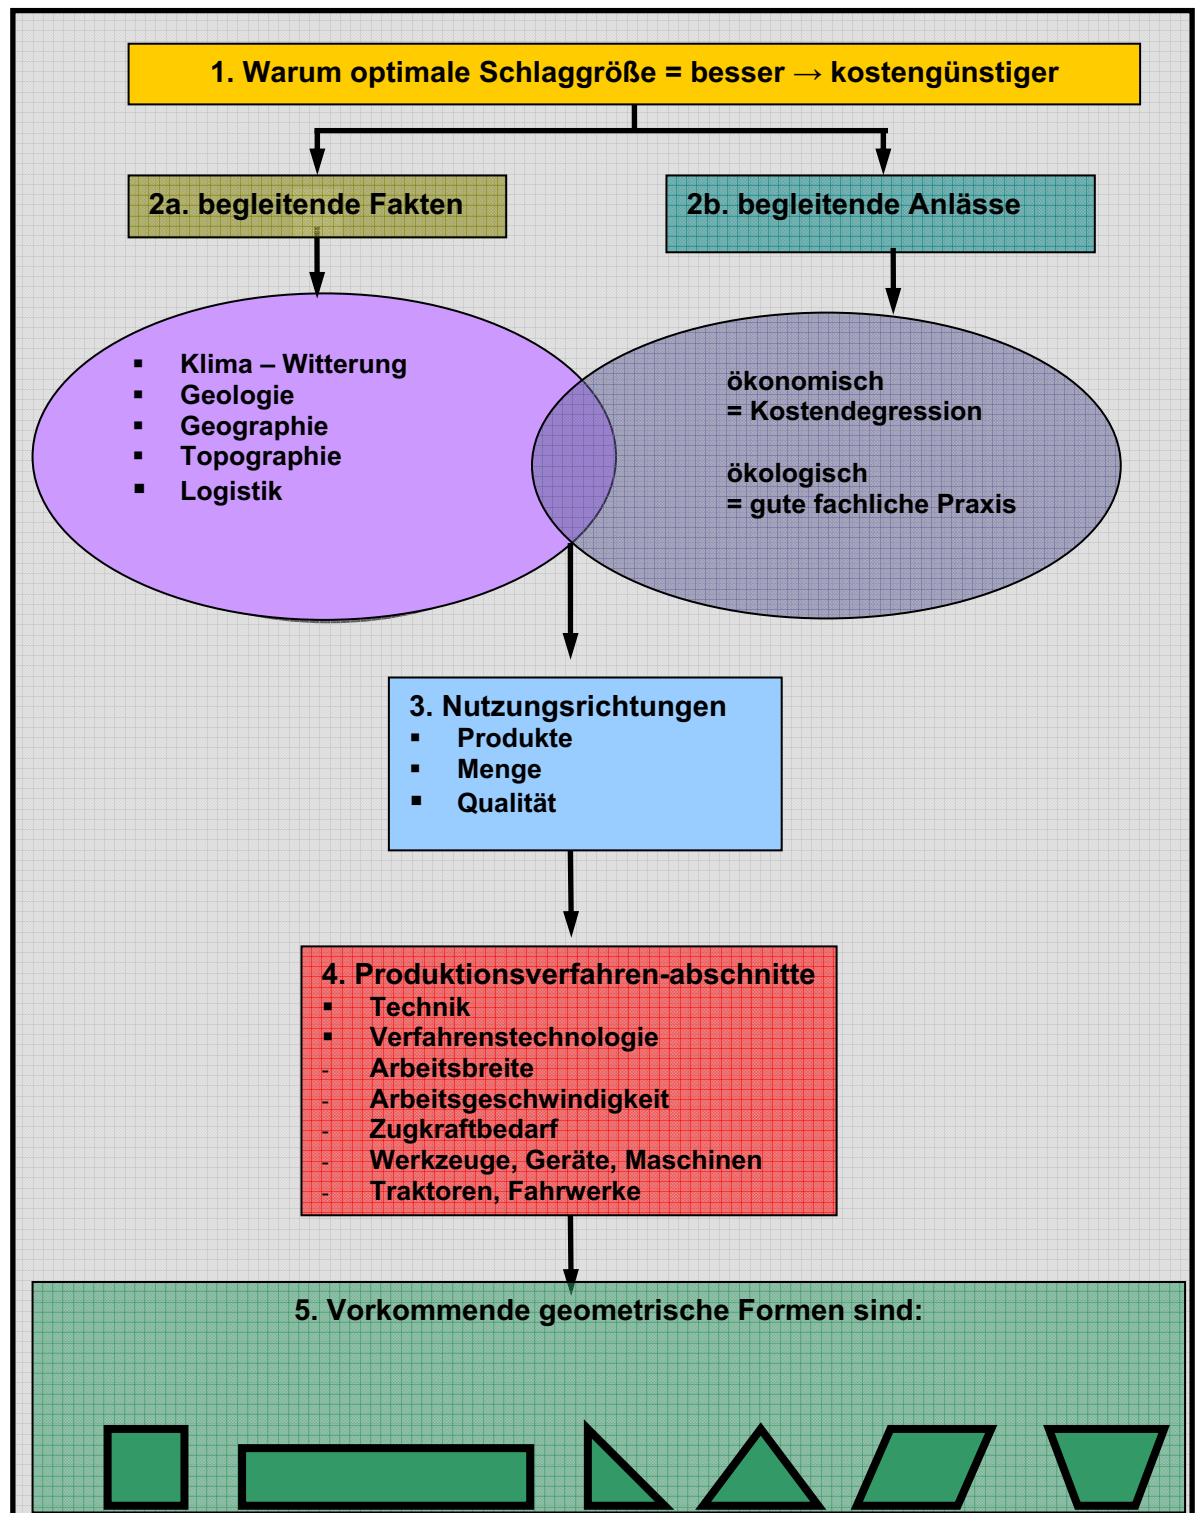 1. Warum optimale Schlaggröße = besser → kostengünstiger
2a. begleitende Fakten
2b. begleitende Anlässe
▪ Klima – Witterung
▪ Geologie
▪ Geographie
▪ Topographie
▪ Logistik
ökonomisch
= Kostendegression
ökologisch
= gute fachliche Praxis
3. Nutzungsrichtungen
▪ Produkte
▪ Menge
▪ Qualität
4. Produktionsverfahren-abschnitte
▪ Technik
▪ Verfahrenstechnologie
- Arbeitsbreite
- Arbeitsgeschwindigkeit
- Zugkraftbedarf
- Werkzeuge, Geräte, Maschinen
- Traktoren, Fahrwerke
5. Vorkommende geometrische Formen sind: